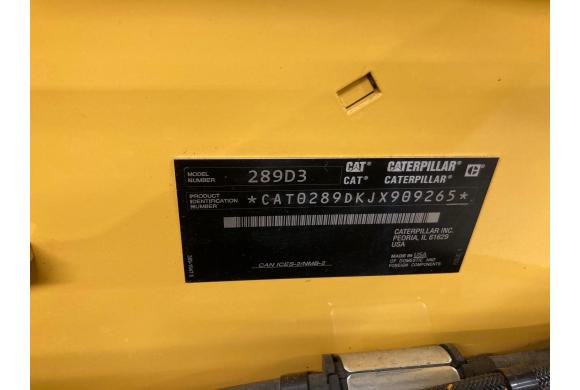 MODEL NUMBER 289D3 CAT® CATERPILLAR®
CAT® CATERPILLAR®
PRODUCT IDENTIFICATION NUMBER *CAT0289DKJX909265*
CATERPILLAR INC.
PEORIA, IL 61629
USA
MADE IN USA
OF DOMESTIC AND
FOREIGN COMPONENTS
CAN ICES-2/NMB-2